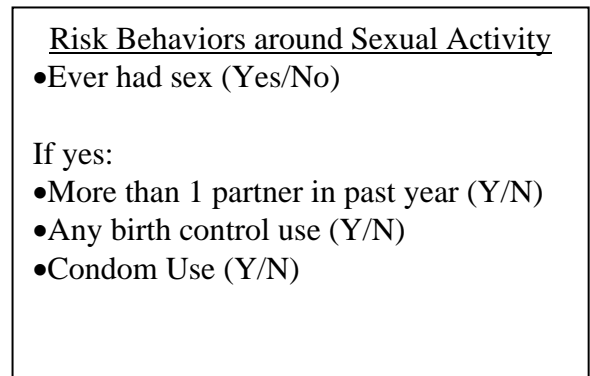 Risk Behaviors around Sexual Activity
•Ever had sex (Yes/No)
If yes:
•More than 1 partner in past year (Y/N)
•Any birth control use (Y/N)
•Condom Use (Y/N)